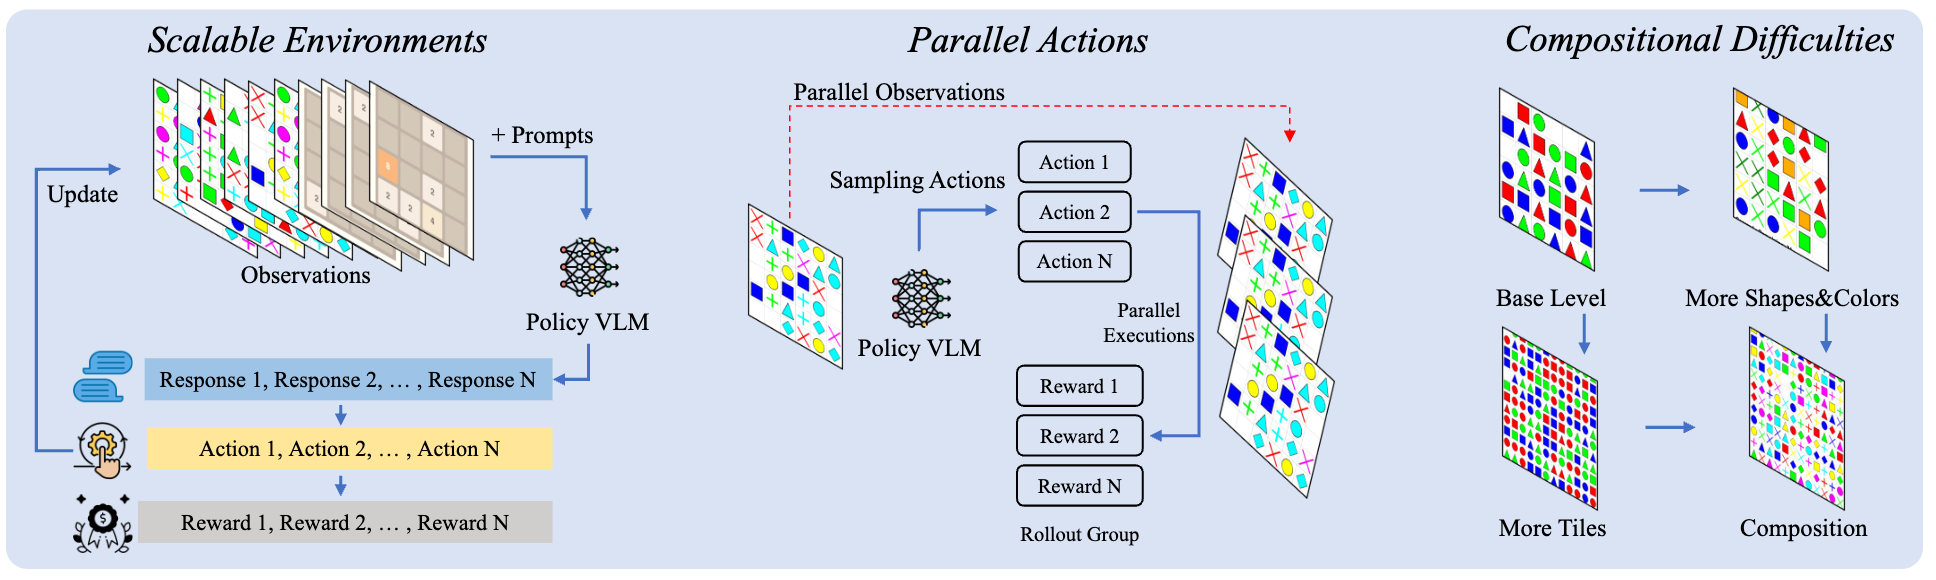 Scalable Environments
+ Prompts
Update
Observations
Policy VLM
Response 1, Response 2, … , Response N
Action 1, Action 2, … , Action N
Reward 1, Reward 2, … , Reward N
Parallel Actions
Parallel Observations
Sampling Actions
Action 1
Action 2
Action N
Policy VLM
Parallel
Executions
Reward 1
Reward 2
Reward N
Rollout Group
Compositional Difficulties
Base Level
More Shapes&Colors
More Tiles
Composition